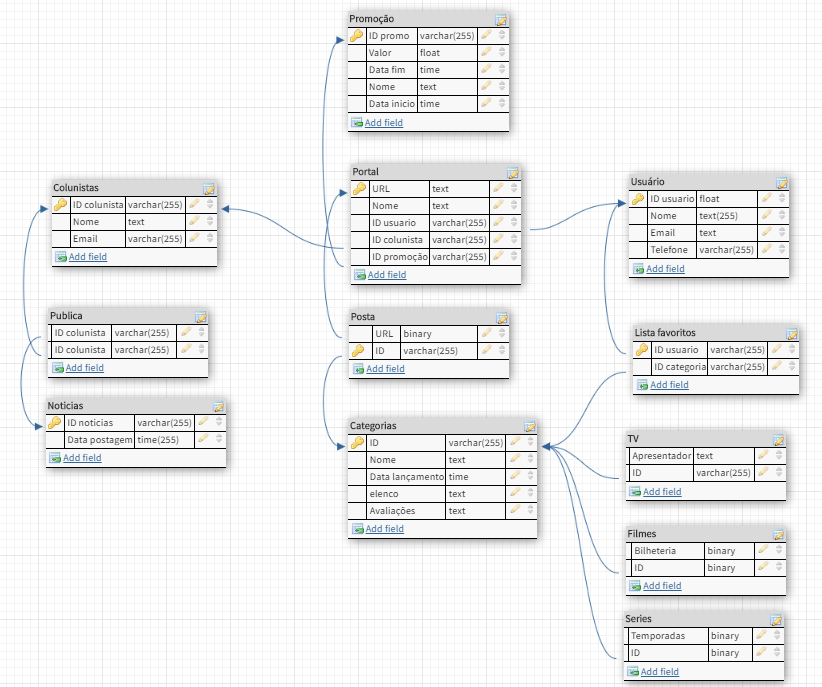 Promoção
ID promo varchar(255)
Valor float
Data fim time
Nome text
Data inicio time
Add field
Portal
URL text
Nome text
ID usuario varchar(255)
ID colunista varchar(255)
ID promoção varchar(255)
Add field
Colunistas
ID colunista varchar(255)
Nome text
Email varchar(255)
Add field
Usuário
ID usuario float
Nome text(255)
Email text
Telefone varchar(255)
Add field
Publica
ID colunista varchar(255)
ID colunista varchar(255)
Add field
Posta
URL binary
ID varchar(255)
Add field
Lista favoritos
ID usuario varchar(255)
ID categoria varchar(255)
Add field
Noticias
ID noticias varchar(255)
Data postagem time(255)
Add field
Categorias
ID varchar(255)
Nome text
Data lançamento time
elenco text
Avaliações text
Add field
TV
Apresentador text
ID varchar(255)
Add field
Filmes
Bilheteria binary
ID binary
Add field
Series
Temporadas binary
ID binary
Add field